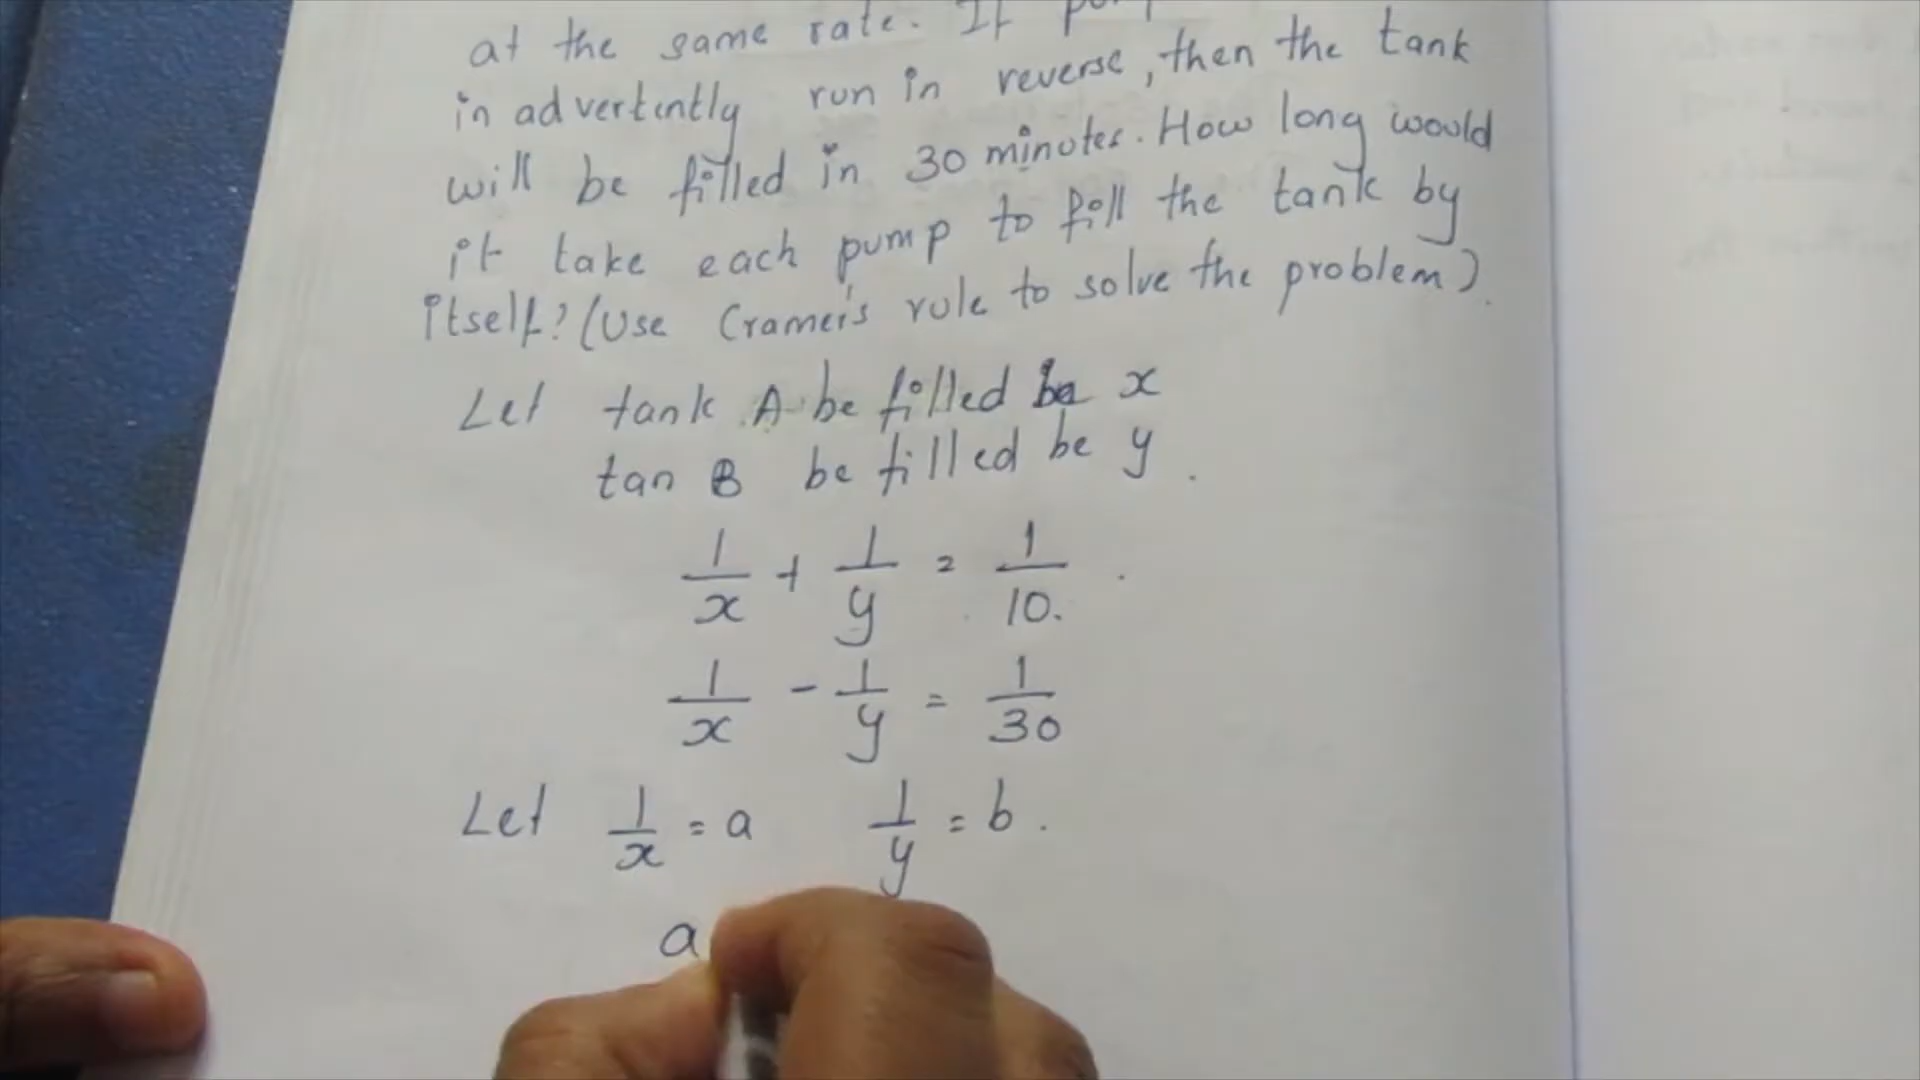 at the same rate. If
in advertently run in reverse, then the tank
will be filled in 30 minutes. How long would
it take each pump to fill the tank by
itself? (Use Cramer's rule to solve the problem).
Let tank A be filled be x
tan B be filled be y.
1/x + 1/y = 1/10.
1/x - 1/y = 1/30
Let 1/x = a 1/y = b.
a